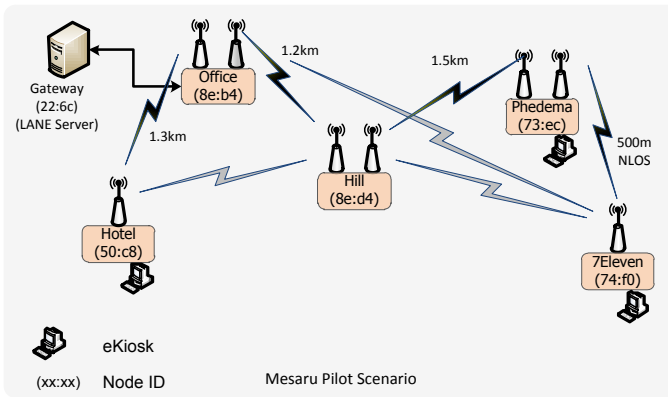 Gateway
(22:6c)
(LANE Server)
Office
(8e:b4)
1.2km
1.5km
1.3km
Phedema
(73:ec)
500m
NLOS
Hill
(8e:d4)
Hotel
(50:c8)
7Eleven
(74:f0)
eKiosk
(xx:xx) Node ID
Mesaru Pilot Scenario